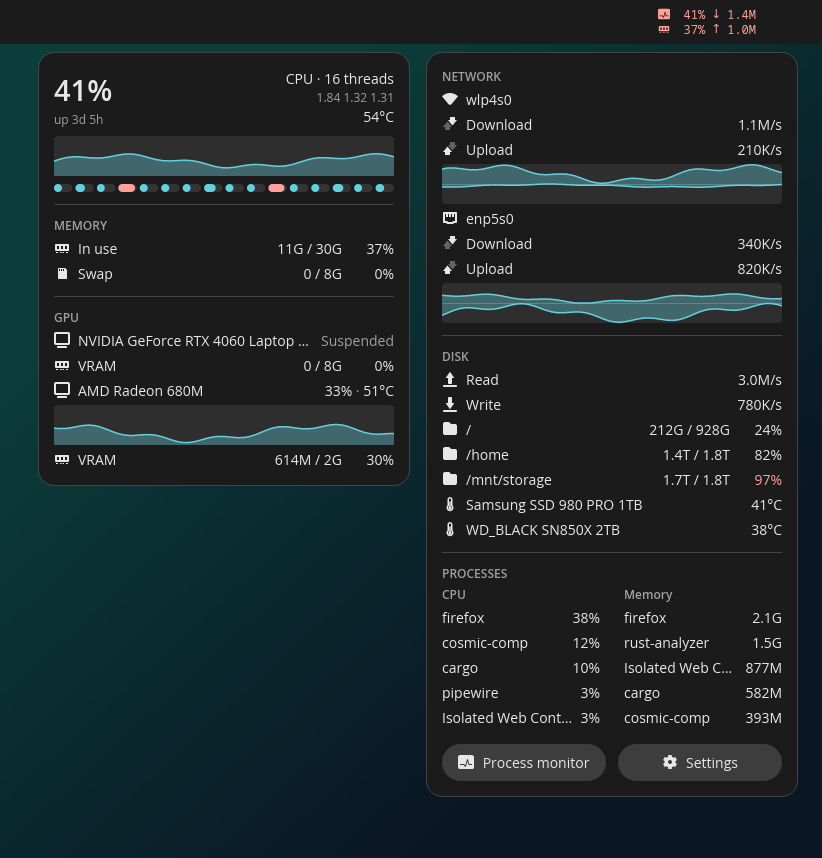 41% ↓ 1.4M
37% ↑ 1.0M
41%
CPU · 16 threads
1.84 1.32 1.31
up 3d 5h
54°C
MEMORY
In use 11G / 30G 37%
Swap 0 / 8G 0%
GPU
NVIDIA GeForce RTX 4060 Laptop ... Suspended
VRAM 0 / 8G 0%
AMD Radeon 680M 33% · 51°C
VRAM 614M / 2G 30%
NETWORK
wlp4s0
Download 1.1M/s
Upload 210K/s
enp5s0
Download 340K/s
Upload 820K/s
DISK
Read 3.0M/s
Write 780K/s
/ 212G / 928G 24%
/home 1.4T / 1.8T 82%
/mnt/storage 1.7T / 1.8T 97%
Samsung SSD 980 PRO 1TB 41°C
WD_BLACK SN850X 2TB 38°C
PROCESSES
CPU Memory
firefox 38% firefox 2.1G
cosmic-comp 12% rust-analyzer 1.5G
cargo 10% Isolated Web C... 877M
pipewire 3% cargo 582M
Isolated Web Cont... 3% cosmic-comp 393M
Process monitor Settings